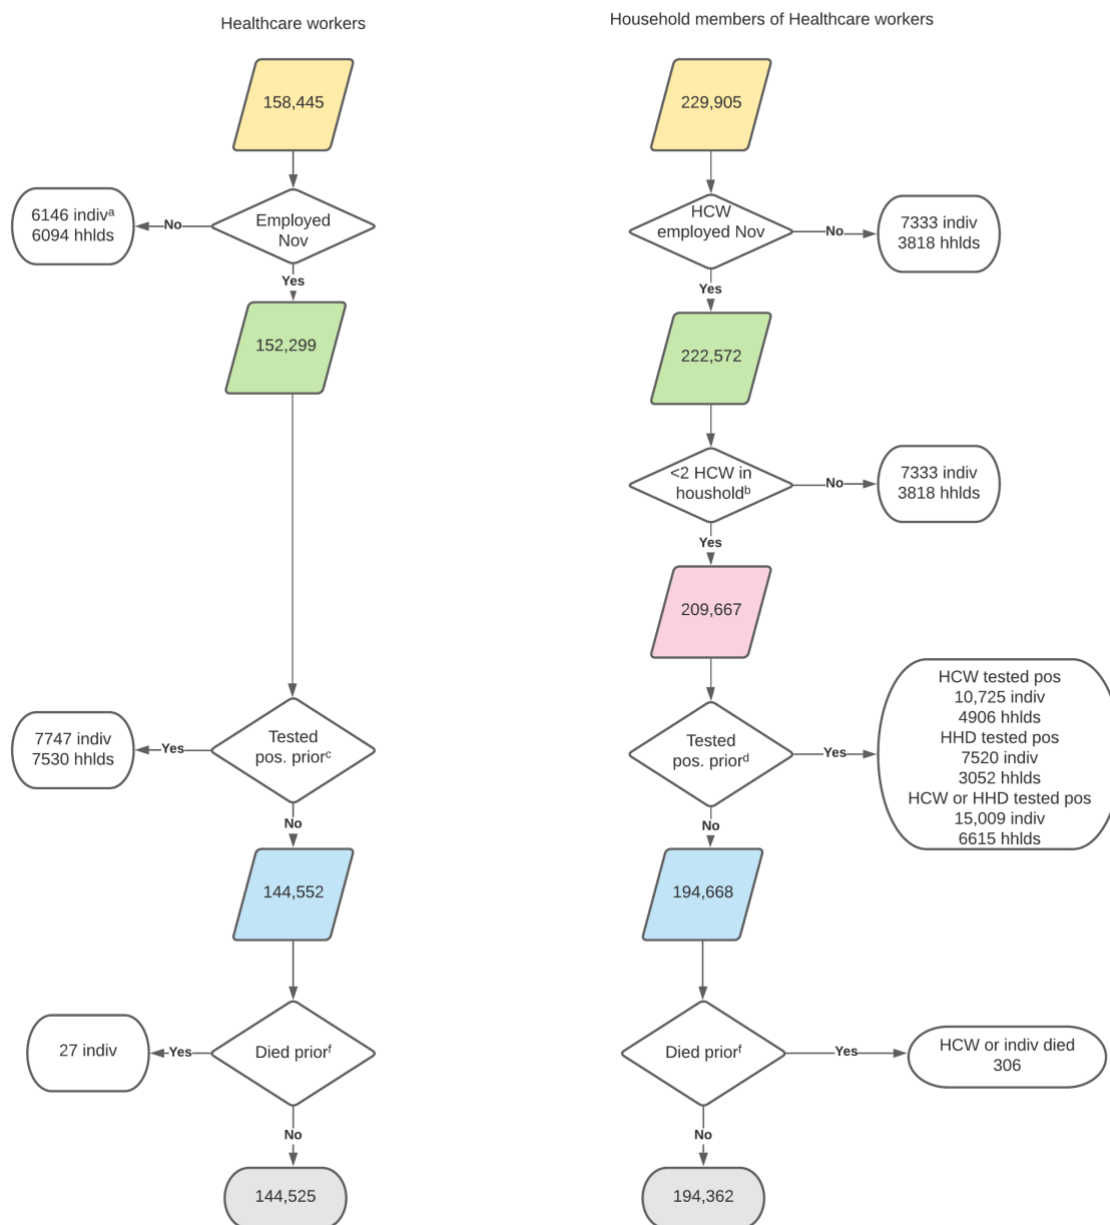 Healthcare workers
158,445
Employed
Nov
No
6146 indivᵃ
6094 hhlds
Yes
152,299
Tested
pos. priorᶜ
Yes
7747 indiv
7530 hhlds
No
144,552
Died priorᶠ
Yes
27 indiv
No
144,525
Household members of Healthcare workers
229,905
HCW
employed Nov
No
7333 indiv
3818 hhlds
Yes
222,572
<2 HCW in
housholdᵇ
No
7333 indiv
3818 hhlds
Yes
209,667
Tested
pos. priorᵈ
Yes
HCW tested pos
10,725 indiv
4906 hhlds
HHD tested pos
7520 indiv
3052 hhlds
HCW or HHD tested pos
15,009 indiv
6615 hhlds
No
194,668
Died priorᶠ
Yes
HCW or indiv died
306
No
194,362